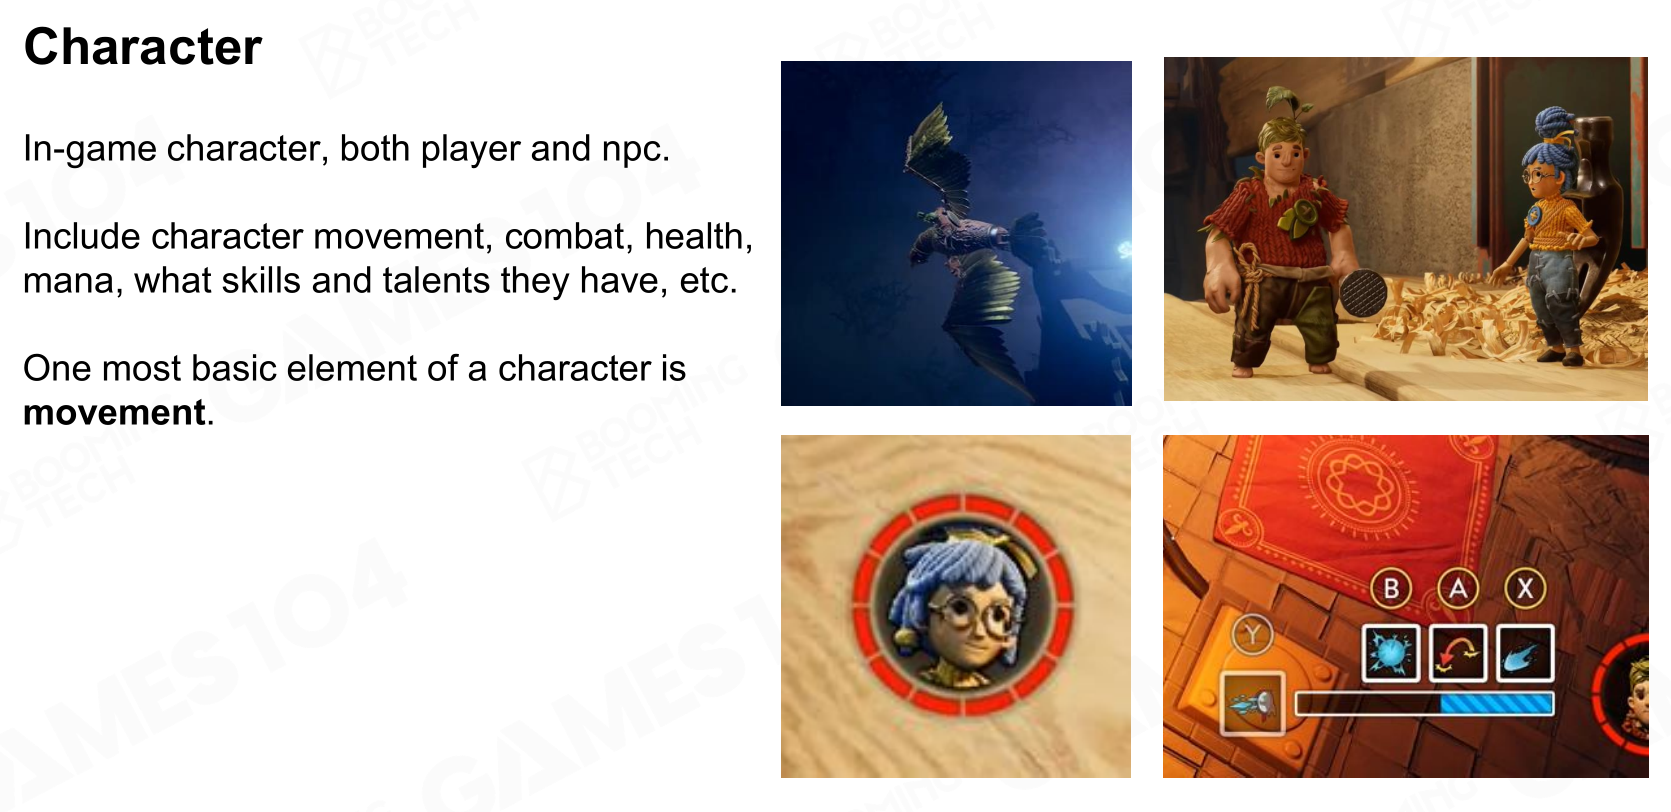 Character
In-game character, both player and npc.
Include character movement, combat, health,
mana, what skills and talents they have, etc.
One most basic element of a character is
movement.
B A X
Y
BOOMING
TECH
GAMES104